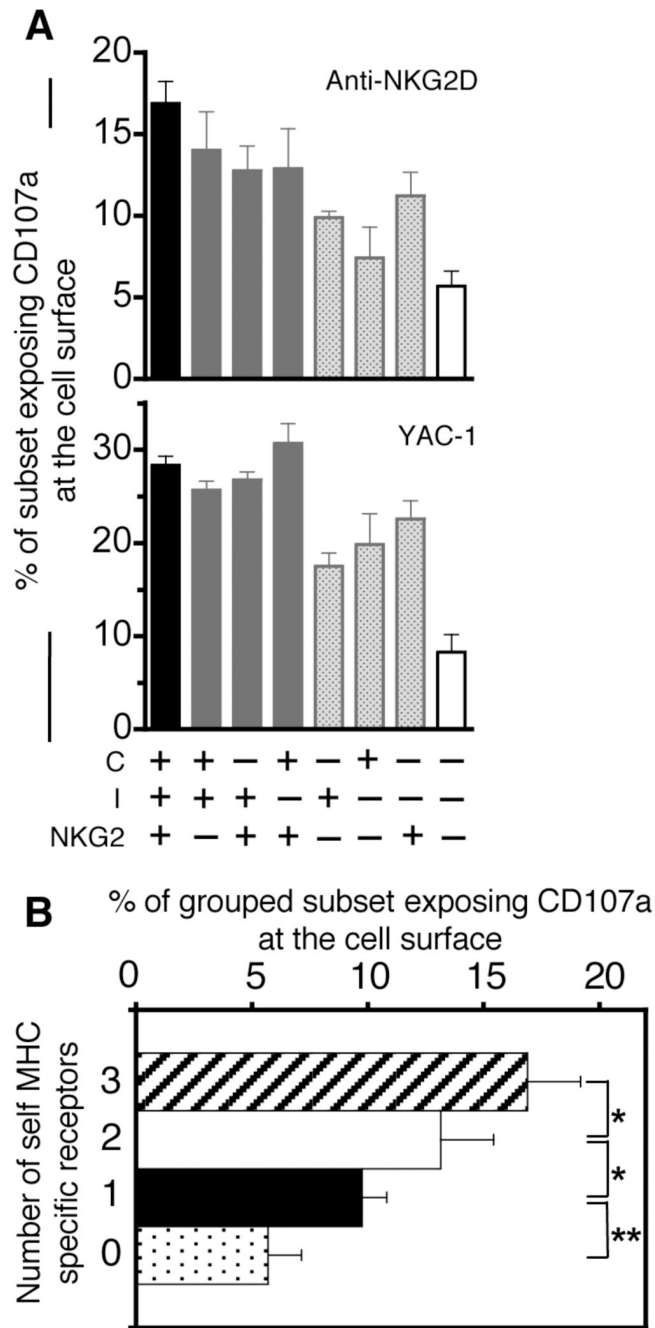 A
% of subset exposing CD107a
at the cell surface
Anti-NKG2D
20
15
10
5
0
YAC-1
30
20
10
0
C + + − + − + − −
I + + + − + − − −
NKG2 + − + + − − + −
B
% of grouped subset exposing CD107a
at the cell surface
0 5 10 15 20
Number of self MHC
specific receptors
3
2
1
0
*
*
**